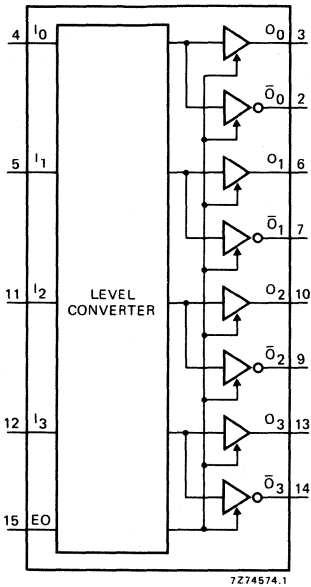 4 I0 O0 3
Ō0 2
5 I1 O1 6
Ō1 7
11 I2 O2 10
LEVEL
CONVERTER
Ō2 9
12 I3 O3 13
Ō3 14
15 EO
7Z74574.1